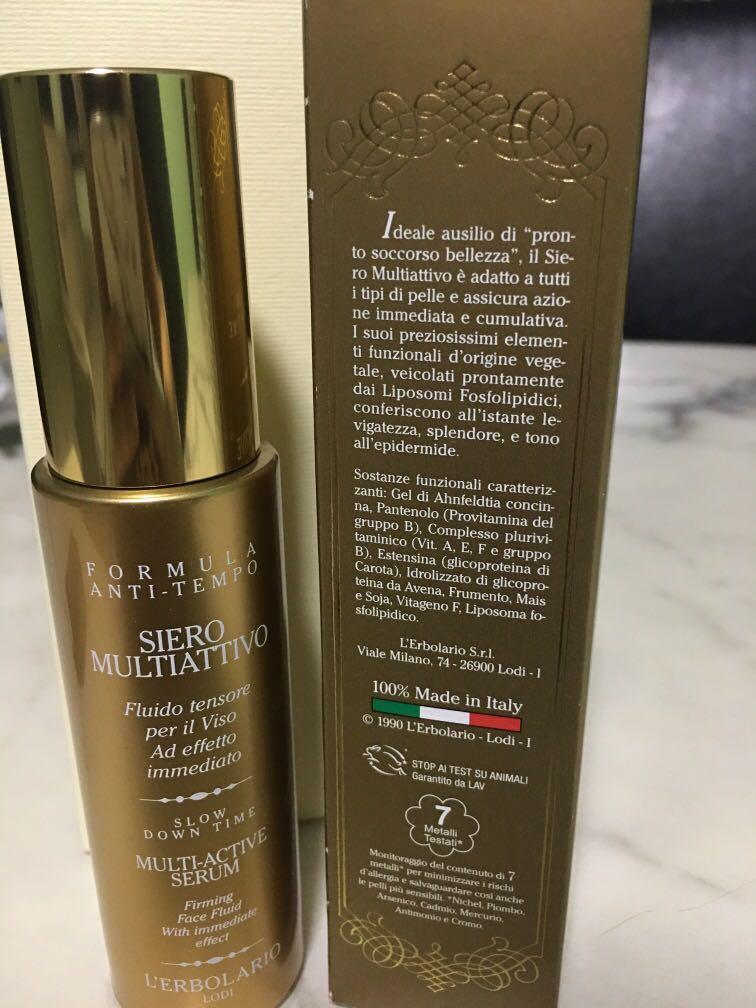 FORMULA
ANTI-TEMPO
SIERO
MULTIATTIVO
Fluido tensore
per il Viso
Ad effetto
immediato
SLOW
DOWN TIME
MULTI-ACTIVE
SERUM
Firming
Face Fluid
With immediate
effect
L'ERBOLARIO
LODI
Ideale ausilio di “pron-
to soccorso bellezza”, il Sie-
ro Multiattivo è adatto a tutti
i tipi di pelle e assicura azio-
ne immediata e cumulativa.
I suoi preziosissimi elemen-
ti funzionali d'origine vege-
tale, veicolati prontamente
dai Liposomi Fosfolipidici,
conferiscono all'istante le-
vigatezza, splendore, e tono
all'epidermide.
Sostanze funzionali caratteriz-
zanti: Gel di Ahnfeldtia concin-
na, Pantenolo (Provitamina del
gruppo B), Complesso plurivi-
taminico (Vit. A, E, F e gruppo
B), Estensina (glicoproteina di
Carota), Idrolizzato di glicopro-
teina da Avena, Frumento, Mais
e Soja, Vitageno F, Liposoma fo-
sfolipidico.
L'Erbolario S.r.l.
Viale Milano, 74 - 26900 Lodi - I
100% Made in Italy
© 1990 L'Erbolario - Lodi - I
STOP AI TEST SU ANIMALI
Garantito da LAV
7
Metalli
Testati*
Monitoraggio del contenuto di 7
metalli* per minimizzare i rischi
d'allergia e salvaguardare così anche
le pelli più sensibili. *Nichel, Piombo,
Arsenico, Cadmio, Mercurio,
Antimonio e Cromo.